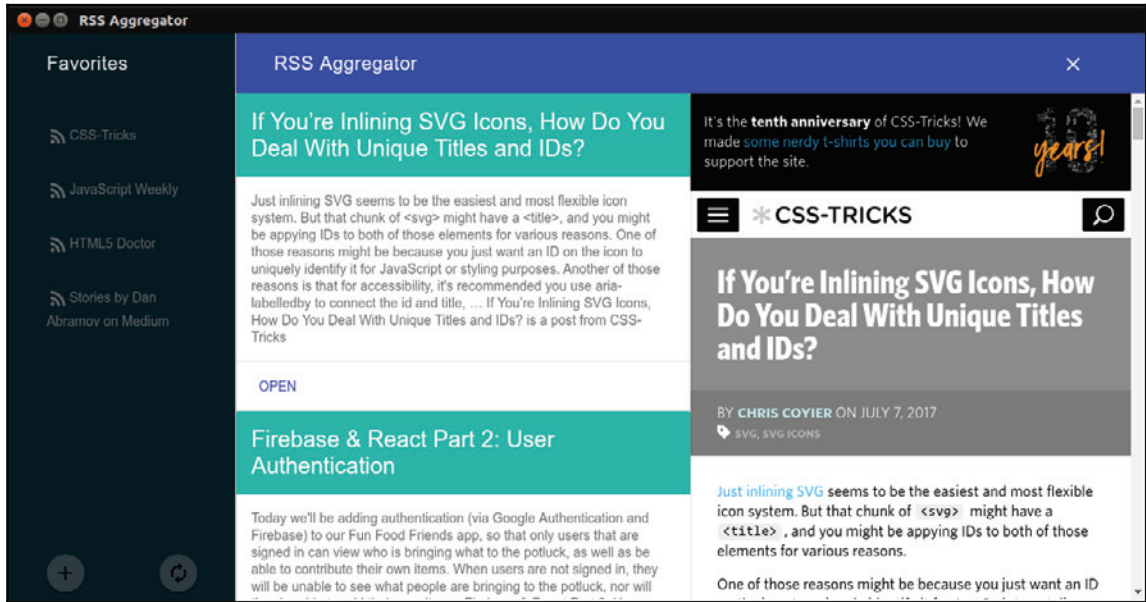 RSS Aggregator
Favorites
CSS-Tricks
JavaScript Weekly
HTML5 Doctor
Stories by Dan
Abramov on Medium
+
RSS Aggregator
×
If You're Inlining SVG Icons, How Do You
Deal With Unique Titles and IDs?
Just inlining SVG seems to be the easiest and most flexible icon
system. But that chunk of <svg> might have a <title>, and you might
be appying IDs to both of those elements for various reasons. One of
those reasons might be because you just want an ID on the icon to
uniquely identify it for JavaScript or styling purposes. Another of those
reasons is that for accessibility, it's recommended you use aria-
labelledby to connect the id and title, … If You're Inlining SVG Icons,
How Do You Deal With Unique Titles and IDs? is a post from CSS-
Tricks
OPEN
Firebase & React Part 2: User
Authentication
Today we'll be adding authentication (via Google Authentication and
Firebase) to our Fun Food Friends app, so that only users that are
signed in can view who is bringing what to the potluck, as well as be
able to contribute their own items. When users are not signed in, they
will be unable to see what people are bringing to the potluck, nor will
It's the tenth anniversary of CSS-Tricks! We
made some nerdy t-shirts you can buy to
support the site.
10
years!
CSS-TRICKS
If You're Inlining SVG Icons, How
Do You Deal With Unique Titles
and IDs?
BY CHRIS COYIER ON JULY 7, 2017
SVG, SVG ICONS
Just inlining SVG seems to be the easiest and most flexible
icon system. But that chunk of <svg> might have a
<title> , and you might be appying IDs to both of those
elements for various reasons.
One of those reasons might be because you just want an ID